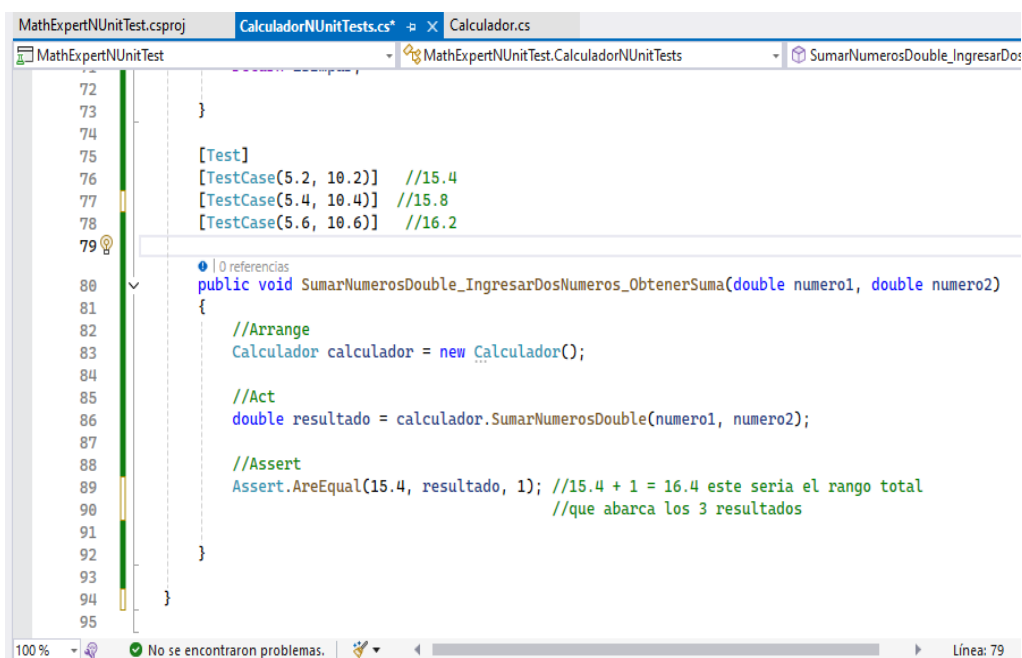 MathExpertNUnitTest.csproj CalculadorNUnitTests.cs* Calculador.cs
MathExpertNUnitTest MathExpertNUnitTest.CalculadorNUnitTests SumarNumerosDouble_IngresarDos
72
73 }
74
75 [Test]
76 [TestCase(5.2, 10.2)] //15.4
77 [TestCase(5.4, 10.4)] //15.8
78 [TestCase(5.6, 10.6)] //16.2
79
0 referencias
80 public void SumarNumerosDouble_IngresarDosNumeros_ObtenerSuma(double numero1, double numero2)
81 {
82 //Arrange
83 Calculador calculador = new Calculador();
84
85 //Act
86 double resultado = calculador.SumarNumerosDouble(numero1, numero2);
87
88 //Assert
89 Assert.AreEqual(15.4, resultado, 1); //15.4 + 1 = 16.4 este seria el rango total
90 //que abarca los 3 resultados
91
92 }
93
94 }
95
100 % No se encontraron problemas. Línea: 79